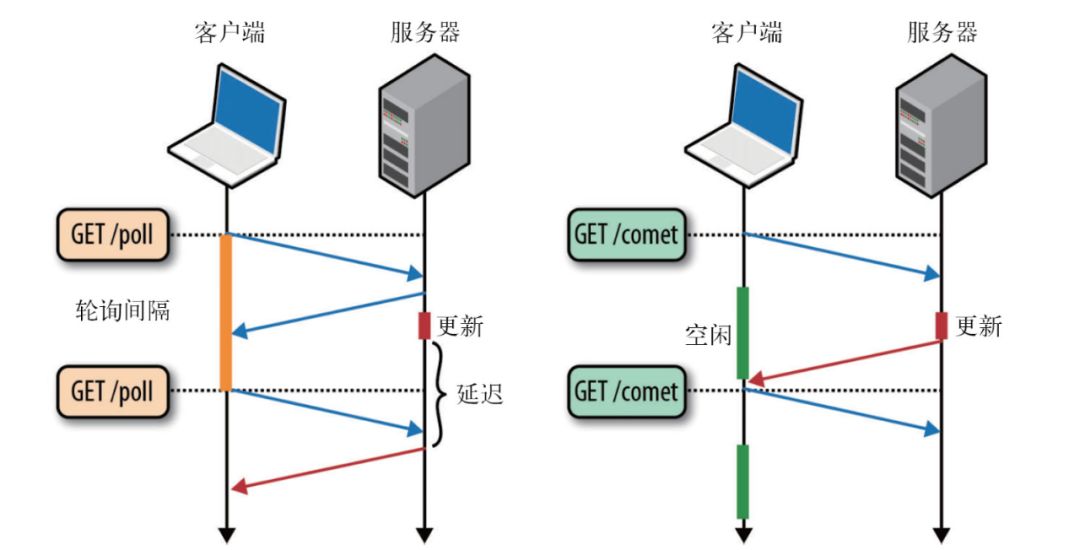 客户端
服务器
GET /poll
轮询间隔
更新
GET /poll
延迟
客户端
服务器
GET /comet
空闲
更新
GET /comet